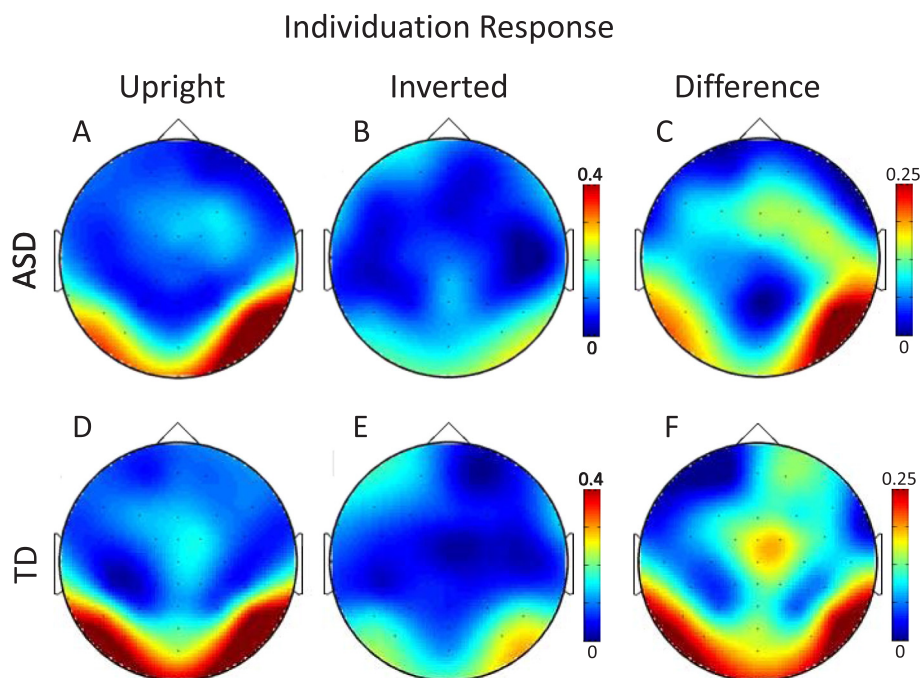 Individuation Response
Upright Inverted Difference
A B C
0.4 0.25
ASD
0 0
D E F
0.4 0.25
TD
0 0